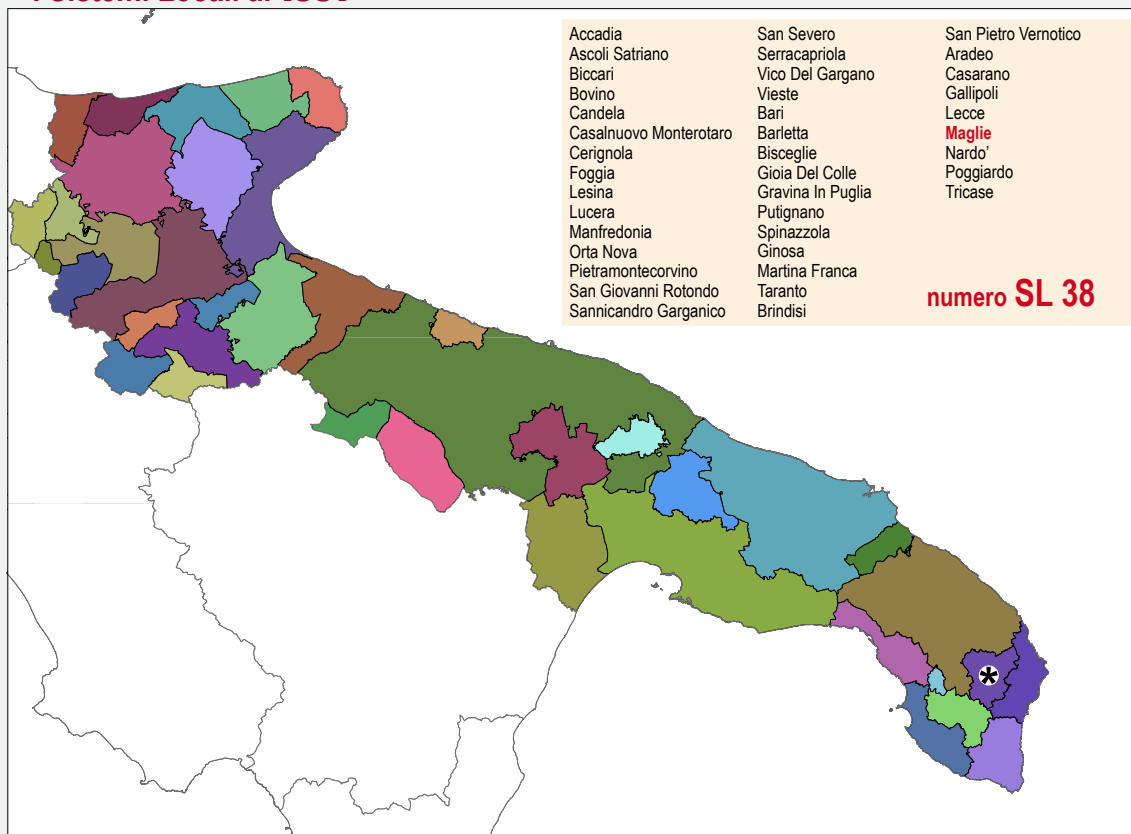 Accadia
Ascoli Satriano
Biccari
Bovino
Candela
Casalnuovo Monterotaro
Cerignola
Foggia
Lesina
Lucera
Manfredonia
Orta Nova
Pietramontecorvino
San Giovanni Rotondo
Sannicandro Garganico
San Severo
Serracapriola
Vico Del Gargano
Vieste
Bari
Barletta
Bisceglie
Gioia Del Colle
Gravina In Puglia
Putignano
Spinazzola
Ginosa
Martina Franca
Taranto
Brindisi
San Pietro Vernotico
Aradeo
Casarano
Gallipoli
Lecce
Maglie
Nardo’
Poggiardo
Tricase
numero SL 38
*